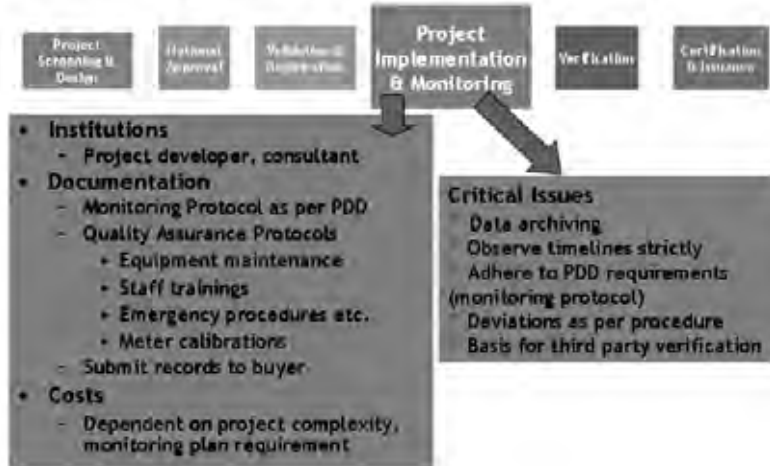 Project
Screening &
Design
National
Approval
Validation &
Registration
Project
Implementation
& Monitoring
Verification
Certification
& Issuance
• Institutions
– Project developer, consultant
• Documentation
– Monitoring Protocol as per PDD
– Quality Assurance Protocols
• Equipment maintenance
• Staff trainings
• Emergency procedures etc.
• Meter calibrations
– Submit records to buyer
• Costs
– Dependent on project complexity,
monitoring plan requirement
Critical Issues
Data archiving
Observe timelines strictly
Adhere to PDD requirements
(monitoring protocol)
Deviations as per procedure
Basis for third party verification